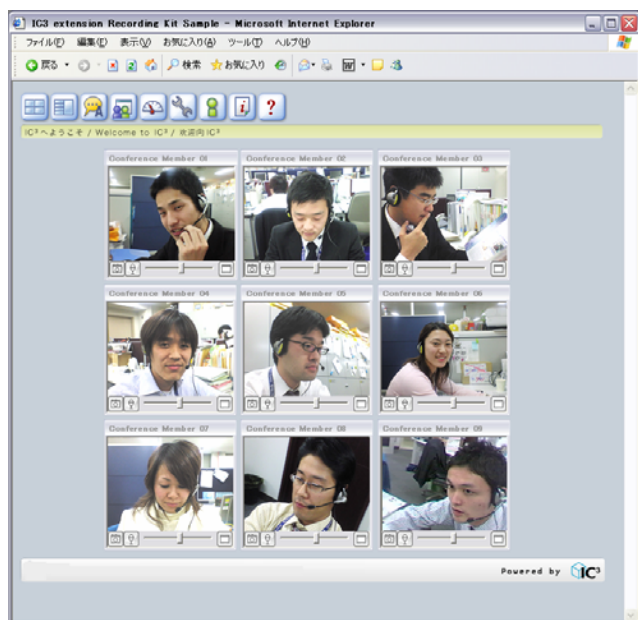 IC3 extension Recording Kit Sample - Microsoft Internet Explorer
ファイル(F) 編集(E) 表示(V) お気に入り(A) ツール(T) ヘルプ(H)
戻る 検索 お気に入り
IC³へようこそ / Welcome to IC³ / 欢迎向IC³
Conference Member 01 Conference Member 02 Conference Member 03
Conference Member 04 Conference Member 05 Conference Member 06
Conference Member 07 Conference Member 08 Conference Member 09
Powered by iC³